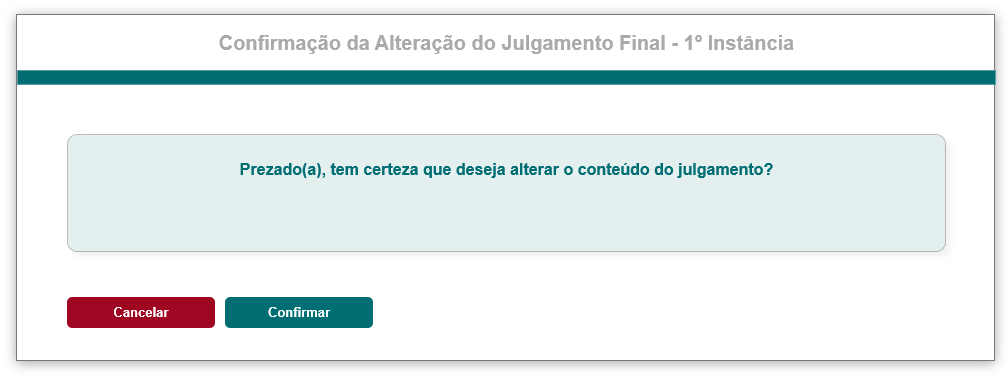 Confirmação da Alteração do Julgamento Final - 1º Instância
Prezado(a), tem certeza que deseja alterar o conteúdo do julgamento?
Cancelar
Confirmar